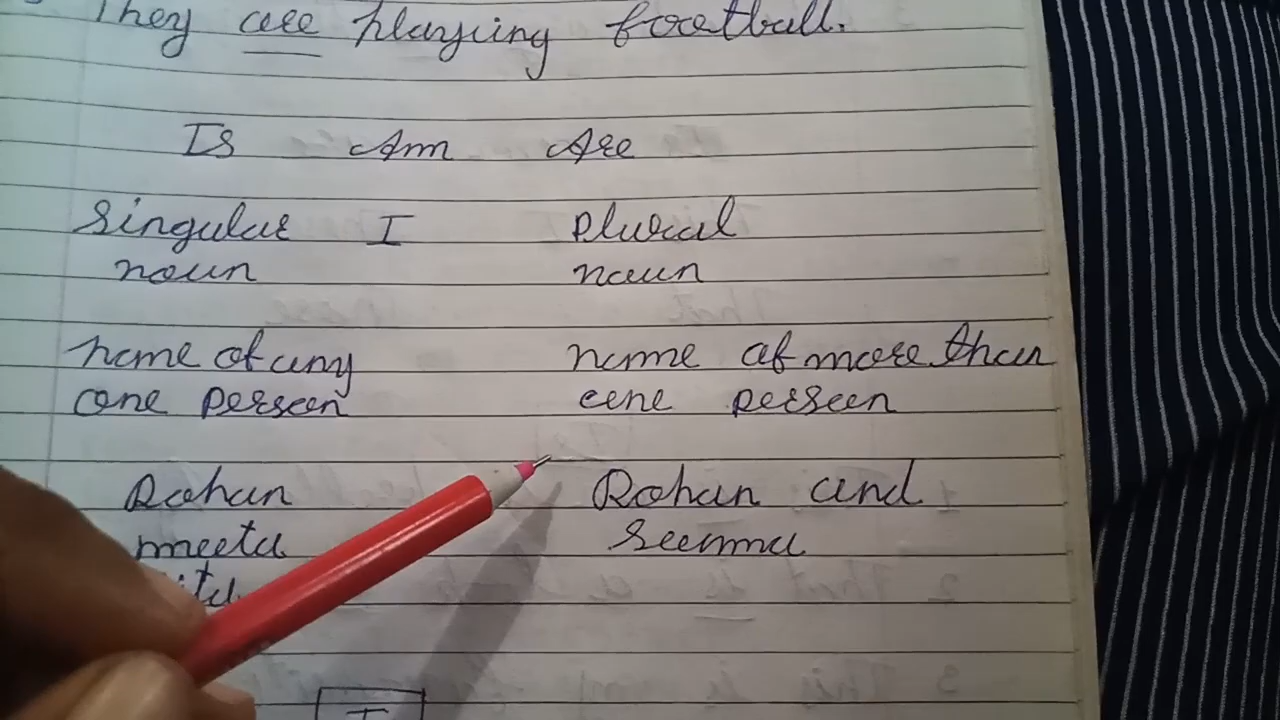 They are playing football.
Is Am Are
Singular I Plural
noun noun
name of any name of more than
one person one person
Rohan Rohan and
meeta Seema
I